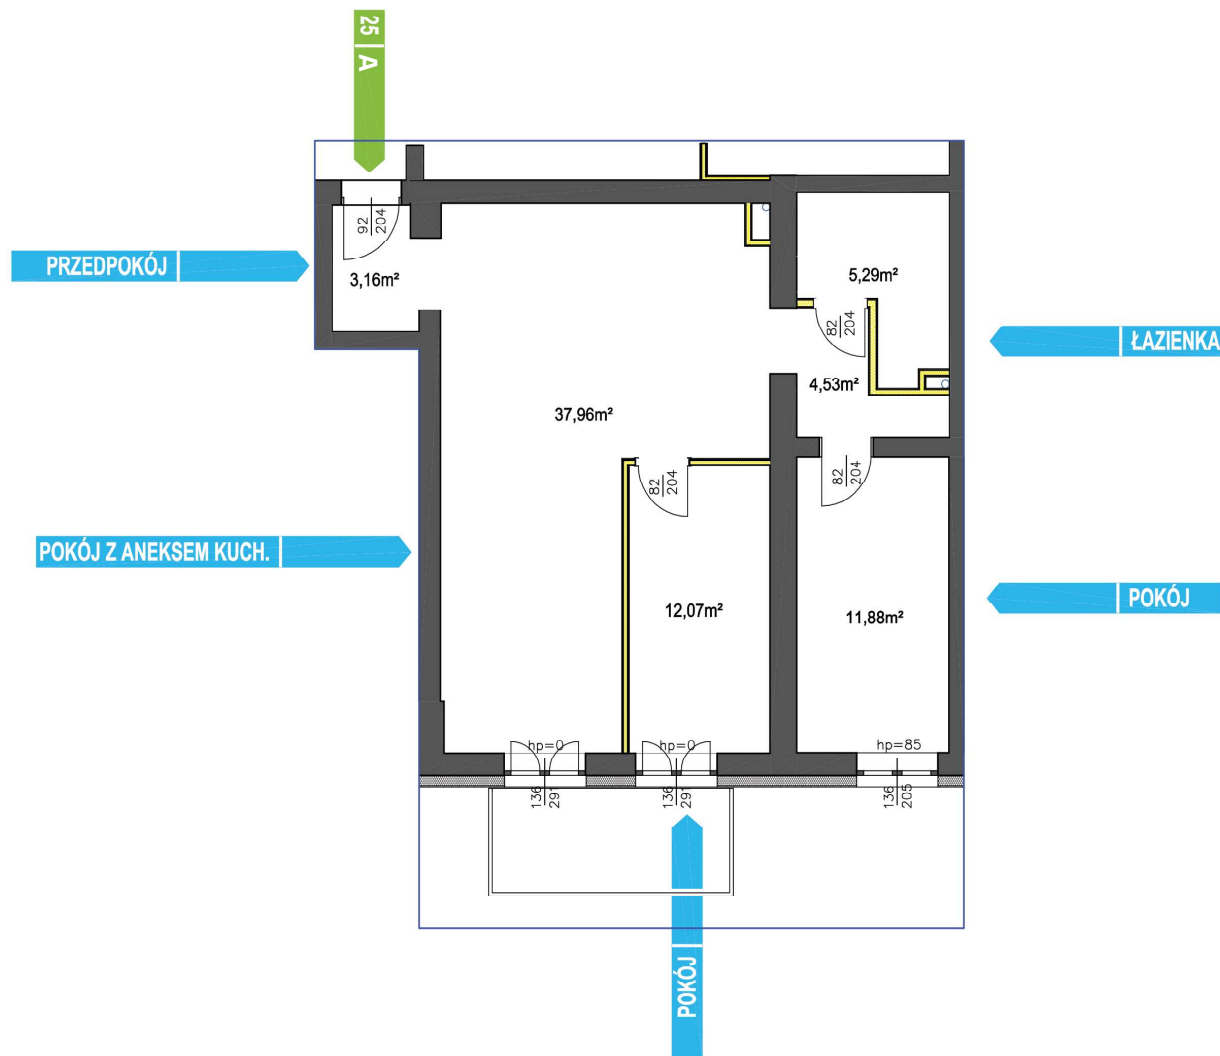 25 | A
92
204
PRZEDPOKÓJ
3,16m²
5,29m²
82
204
ŁAZIENKA
4,53m²
37,96m²
82
204
82
204
POKÓJ Z ANEKSEM KUCH.
12,07m²
11,88m²
POKÓJ
hp=0
hp=0
hp=85
136
291
136
291
136
205
POKÓJ